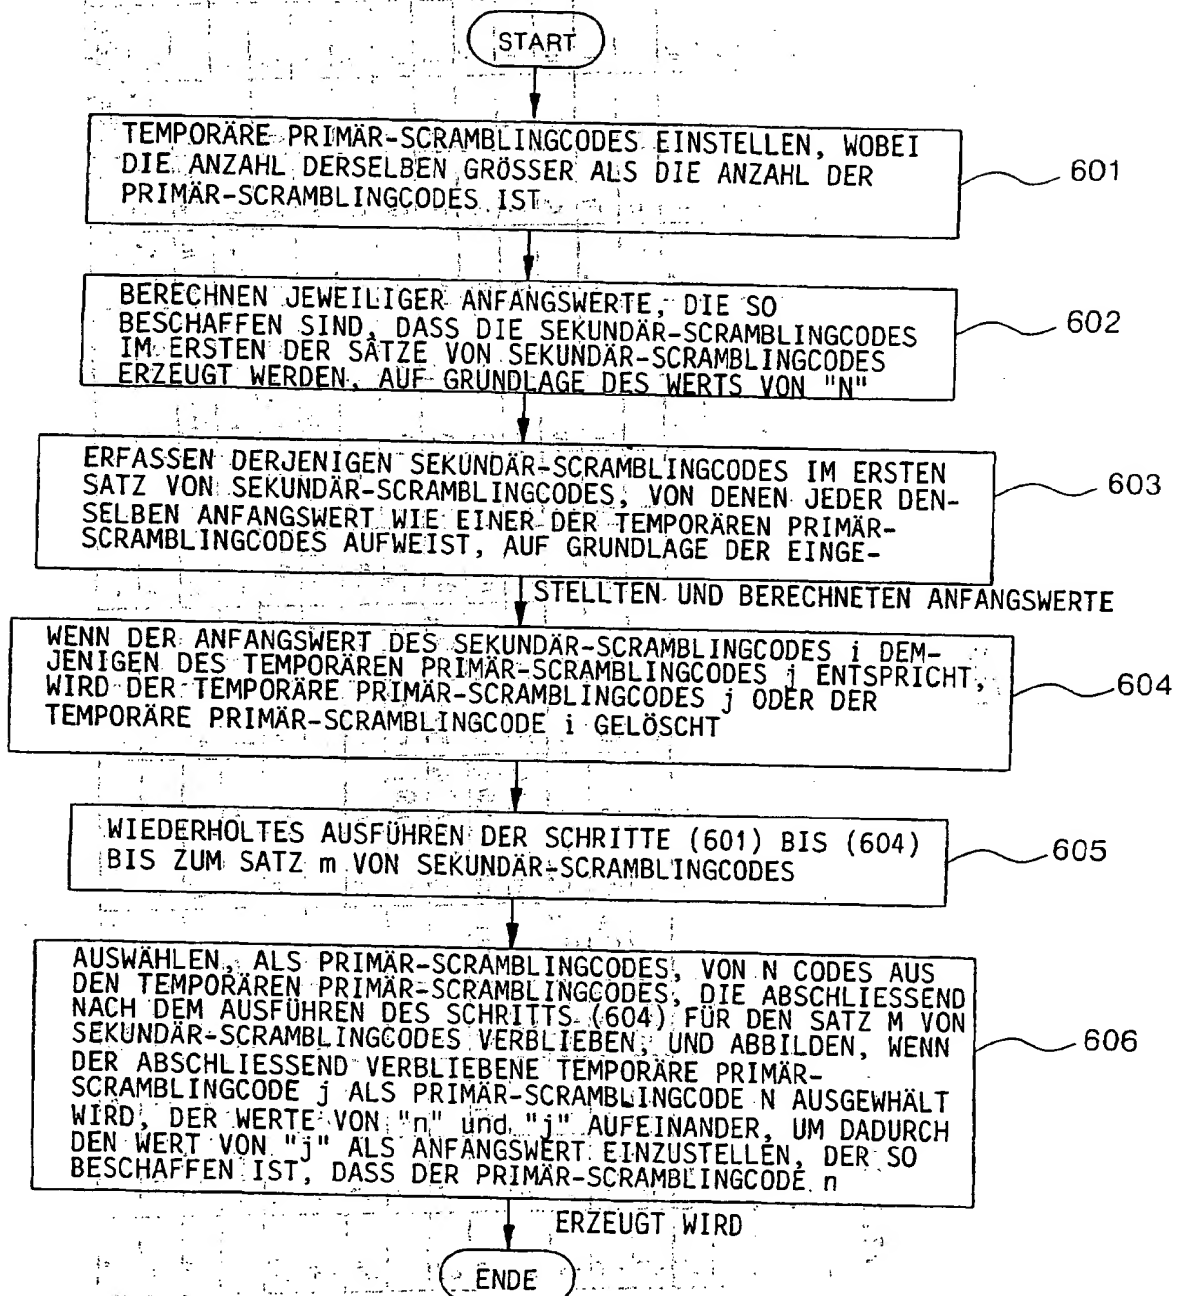 START
TEMPORÄRE PRIMÄR-SCRAMBLINGCODES EINSTELLEN, WOBEI
DIE ANZAHL DERSELBEN GRÖSSER ALS DIE ANZAHL DER
PRIMÄR-SCRAMBLINGCODES IST
601
BERECHNEN JEWEILIGER ANFANGSWERTE, DIE SO
BESCHAFFEN SIND, DASS DIE SEKUNDÄR-SCRAMBLINGCODES
IM ERSTEN DER SÄTZE VON SEKUNDÄR-SCRAMBLINGCODES
ERZEUGT WERDEN, AUF GRUNDLAGE DES WERTS VON "N"
602
ERFASSEN DERJENIGEN SEKUNDÄR-SCRAMBLINGCODES IM ERSTEN
SATZ VON SEKUNDÄR-SCRAMBLINGCODES, VON DENEN JEDER DEN-
SELBEN ANFANGSWERT WIE EINER DER TEMPORÄREN PRIMÄR-
SCRAMBLINGCODES AUFWEIST, AUF GRUNDLAGE DER EINGE-
603
STELLTEN UND BERECHNETEN ANFANGSWERTE
WENN DER ANFANGSWERT DES SEKUNDÄR-SCRAMBLINGCODES i DEM-
JENIGEN DES TEMPORÄREN PRIMÄR-SCRAMBLINGCODES j ENTSPRICHT,
WIRD DER TEMPORÄRE PRIMÄR-SCRAMBLINGCODES j ODER DER
TEMPORÄRE PRIMÄR-SCRAMBLINGCODE i GELÖSCHT
604
WIEDERHOLTES AUSFÜHREN DER SCHRITTE (601) BIS (604)
BIS ZUM SATZ m VON SEKUNDÄR-SCRAMBLINGCODES
605
AUSWÄHLEN, ALS PRIMÄR-SCRAMBLINGCODES, VON N CODES AUS
DEN TEMPORÄREN PRIMÄR-SCRAMBLINGCODES, DIE ABSCHLIESSEND
NACH DEM AUSFÜHREN DES SCHRITTS (604) FÜR DEN SATZ M VON
SEKUNDÄR-SCRAMBLINGCODES VERBLIEBEN, UND ABBILDEN, WENN
DER ABSCHLIESSEND VERBLIEBENE TEMPORÄRE PRIMÄR-
SCRAMBLINGCODE j ALS PRIMÄR-SCRAMBLINGCODE N AUSGEWHÄLT
WIRD, DER WERTE VON "n" und "j" AUFEINANDER, UM DADURCH
DEN WERT VON "j" ALS ANFANGSWERT EINZUSTELLEN, DER SO
BESCHAFFEN IST, DASS DER PRIMÄR-SCRAMBLINGCODE n
606
ERZEUGT WIRD
ENDE